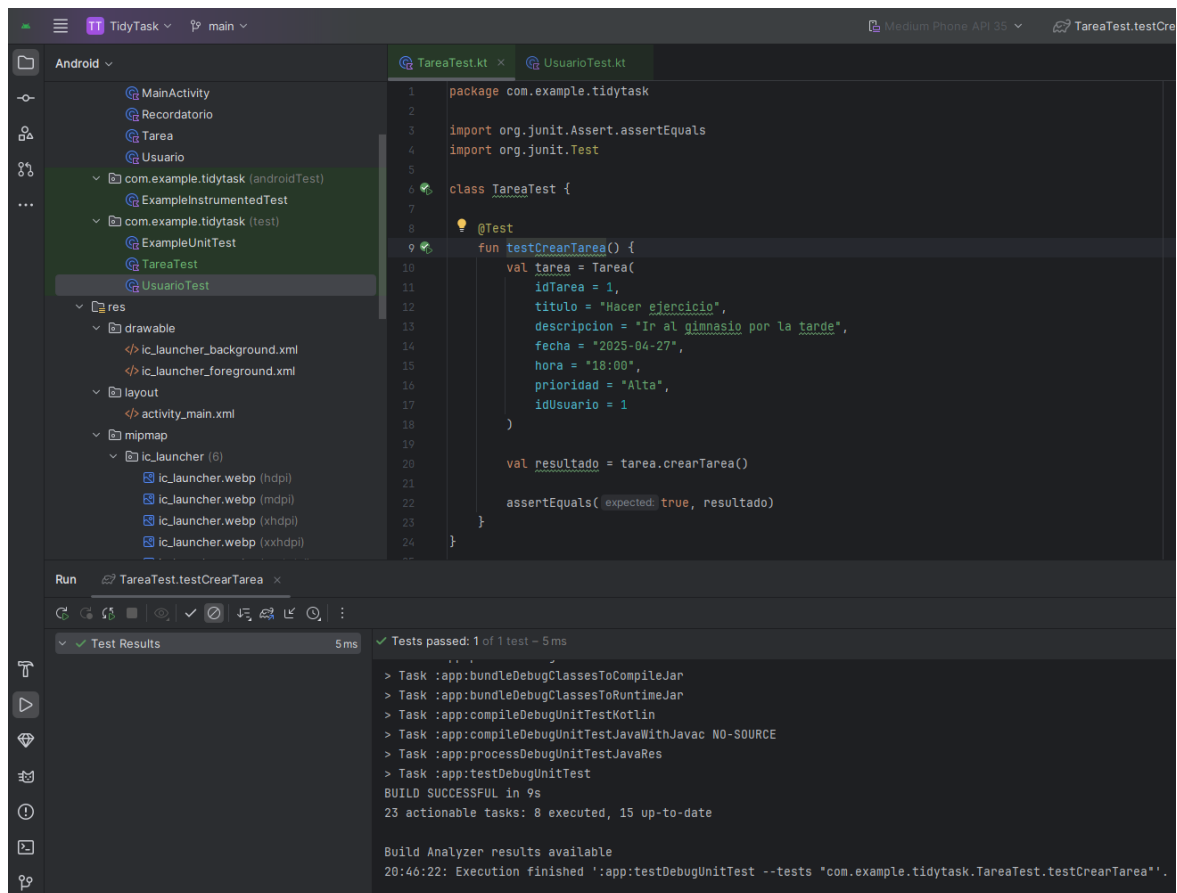 TT TidyTask main Medium Phone API 35 TareaTest.testCre
Android
MainActivity
Recordatorio
Tarea
Usuario
com.example.tidytask (androidTest)
ExampleInstrumentedTest
com.example.tidytask (test)
ExampleUnitTest
TareaTest
UsuarioTest
res
drawable
ic_launcher_background.xml
ic_launcher_foreground.xml
layout
activity_main.xml
mipmap
ic_launcher (6)
ic_launcher.webp (hdpi)
ic_launcher.webp (mdpi)
ic_launcher.webp (xhdpi)
ic_launcher.webp (xxhdpi)
TareaTest.kt UsuarioTest.kt
1 package com.example.tidytask
2
3 import org.junit.Assert.assertEquals
4 import org.junit.Test
5
6 class TareaTest {
7
8 @Test
9 fun testCrearTarea() {
10 val tarea = Tarea(
11 idTarea = 1,
12 titulo = "Hacer ejercicio",
13 descripcion = "Ir al gimnasio por la tarde",
14 fecha = "2025-04-27",
15 hora = "18:00",
16 prioridad = "Alta",
17 idUsuario = 1
18 )
19
20 val resultado = tarea.crearTarea()
21
22 assertEquals( expected: true, resultado)
23 }
24 }
Run TareaTest.testCrearTarea
Test Results 5 ms
Tests passed: 1 of 1 test – 5 ms
> Task :app:bundleDebugClassesToCompileJar
> Task :app:bundleDebugClassesToRuntimeJar
> Task :app:compileDebugUnitTestKotlin
> Task :app:compileDebugUnitTestJavaWithJavac NO-SOURCE
> Task :app:processDebugUnitTestJavaRes
> Task :app:testDebugUnitTest
BUILD SUCCESSFUL in 9s
23 actionable tasks: 8 executed, 15 up-to-date
Build Analyzer results available
20:46:22: Execution finished ':app:testDebugUnitTest --tests "com.example.tidytask.TareaTest.testCrearTarea"'.